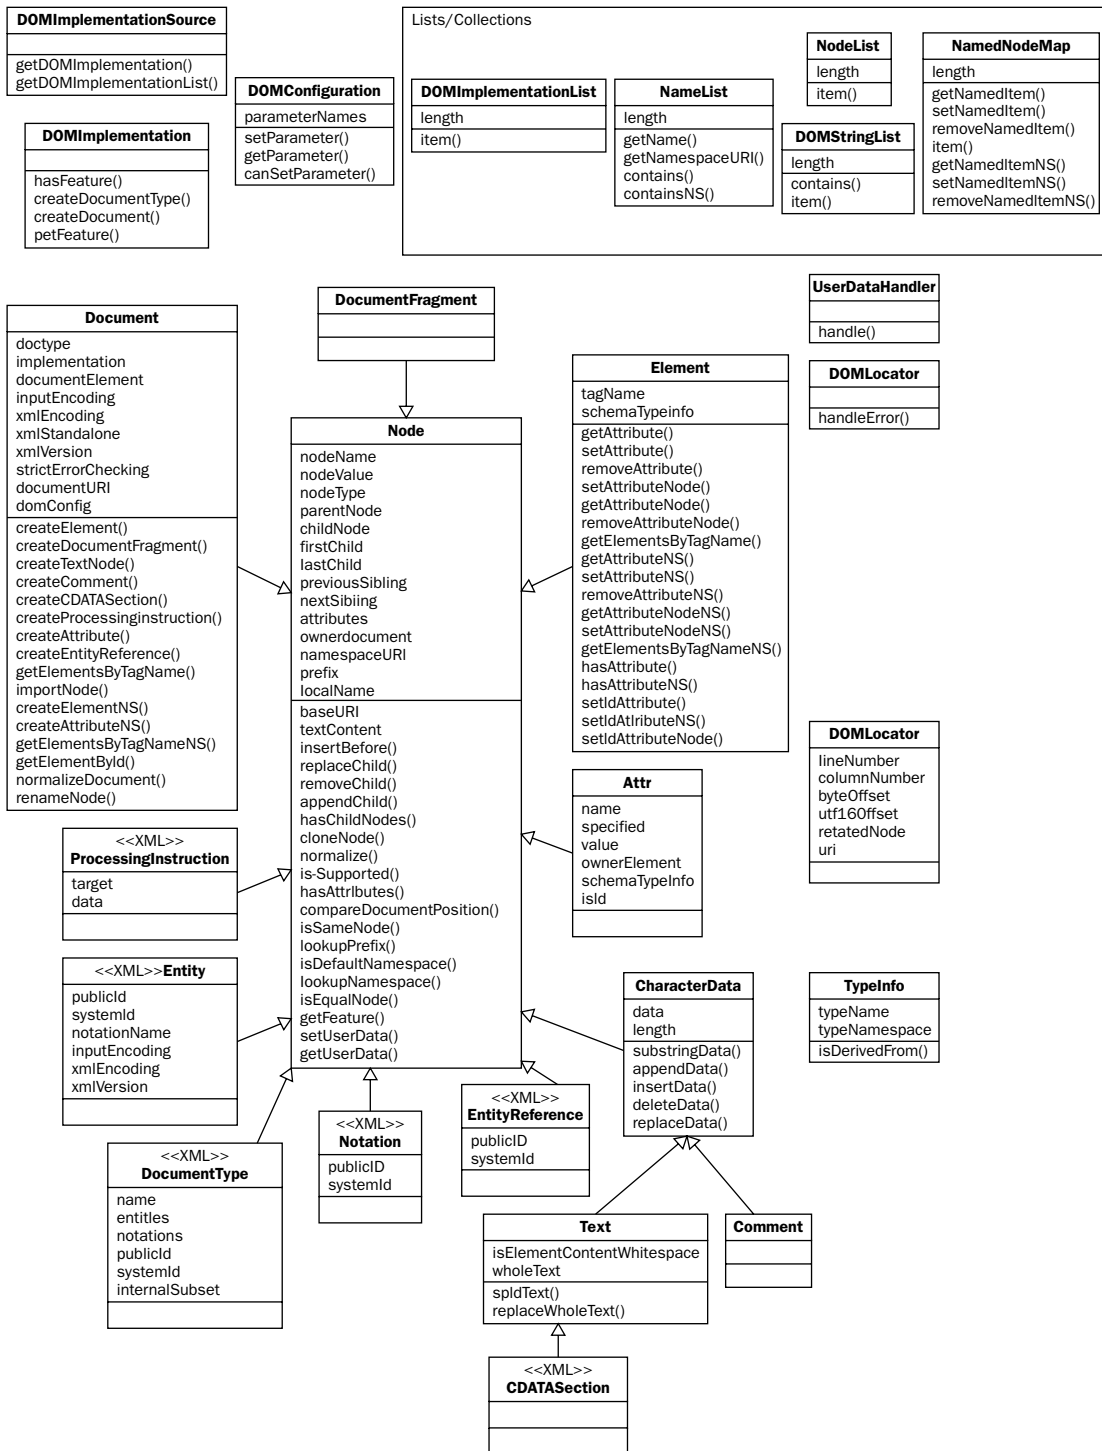 DOMImplementationSource
getDOMImplementation()
getDOMImplementationList()
DOMImplementation
hasFeature()
createDocumentType()
createDocument()
petFeature()
DOMConfiguration
parameterNames
setParameter()
getParameter()
canSetParameter()
Lists/Collections
DOMImplementationList
length
item()
NameList
length
getName()
getNamespaceURI()
contains()
containsNS()
NodeList
length
item()
DOMStringList
length
contains()
item()
NamedNodeMap
length
getNamedItem()
setNamedItem()
removeNamedItem()
item()
getNamedItemNS()
setNamedItemNS()
removeNamedItemNS()
Document
doctype
implementation
documentElement
inputEncoding
xmlEncoding
xmlStandalone
xmlVersion
strictErrorChecking
documentURI
domConfig
createElement()
createDocumentFragment()
createTextNode()
createComment()
createCDATASection()
createProcessinginstruction()
createAttribute()
createEntityReference()
getElementsByTagName()
importNode()
createElementNS()
createAttributeNS()
getElementsByTagNameNS()
getElementById()
normalizeDocument()
renameNode()
DocumentFragment
Node
nodeName
nodeValue
nodeType
parentNode
childNode
firstChild
lastChild
previousSibling
nextSibiing
attributes
ownerdocument
namespaceURI
prefix
localName
baseURI
textContent
insertBefore()
replaceChild()
removeChild()
appendChild()
hasChildNodes()
cloneNode()
normalize()
is-Supported()
hasAttrIbutes()
compareDocumentPosition()
isSameNode()
lookupPrefix()
isDefaultNamespace()
lookupNamespace()
isEqualNode()
getFeature()
setUserData()
getUserData()
Element
tagName
schemaTypeinfo
getAttribute()
setAttribute()
removeAttribute()
setAttributeNode()
getAttributeNode()
removeAttributeNode()
getElementsByTagName()
getAttributeNS()
setAttributeNS()
removeAttributeNS()
getAttributeNodeNS()
setAttributeNodeNS()
getElementsByTagNameNS()
hasAttribute()
hasAttributeNS()
setIdAttribute()
setIdAtIributeNS()
setIdAttributeNode()
UserDataHandler
handle()
DOMLocator
handleError()
DOMLocator
lineNumber
columnNumber
byteOffset
utf160ffset
retatedNode
uri
Attr
name
specified
value
ownerElement
schemaTypeInfo
isId
<<XML>>
ProcessingInstruction
target
data
<<XML>>Entity
publicId
systemId
notationName
inputEncoding
xmlEncoding
xmlVersion
<<XML>>
DocumentType
name
entitles
notations
publicId
systemId
internalSubset
<<XML>>
Notation
publicID
systemId
<<XML>>
EntityReference
publicID
systemId
CharacterData
data
length
substringData()
appendData()
insertData()
deleteData()
replaceData()
TypeInfo
typeName
typeNamespace
isDerivedFrom()
Text
isElementContentWhitespace
wholeText
spIdText()
replaceWholeText()
Comment
<<XML>>
CDATASection